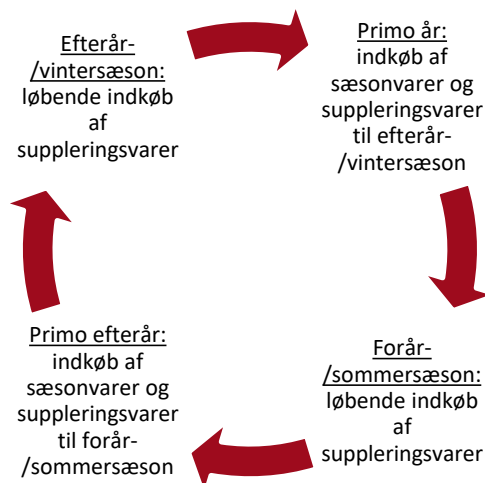 Efterår-
/vintersæson:
løbende indkøb
af
suppleringsvarer
Primo år:
indkøb af
sæsonvarer og
suppleringsvarer
til efterår-
/vintersæson
Forår-
/sommersæson:
løbende indkøb
af
suppleringsvarer
Primo efterår:
indkøb af
sæsonvarer og
suppleringsvarer
til forår-
/sommersæson